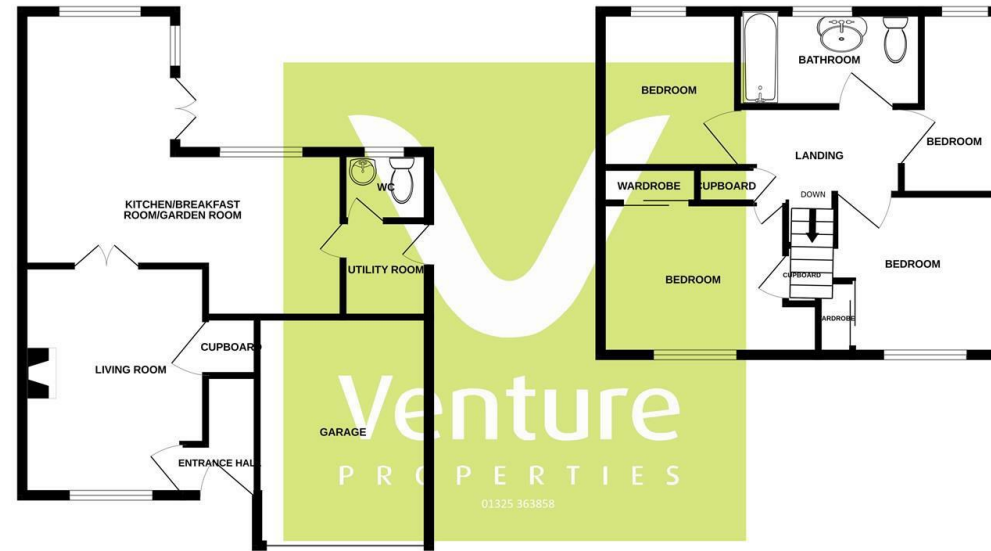 BATHROOM
BEDROOM
BEDROOM
LANDING
WC
WARDROBE
CUPBOARD
DOWN
KITCHEN/BREAKFAST
ROOM/GARDEN ROOM
UTILITY ROOM
BEDROOM
BEDROOM
CUPBOARD
ARDROBE
CUPBOARD
LIVING ROOM
GARAGE
ENTRANCE HALL
Venture
PROPERTIES
01325 363858